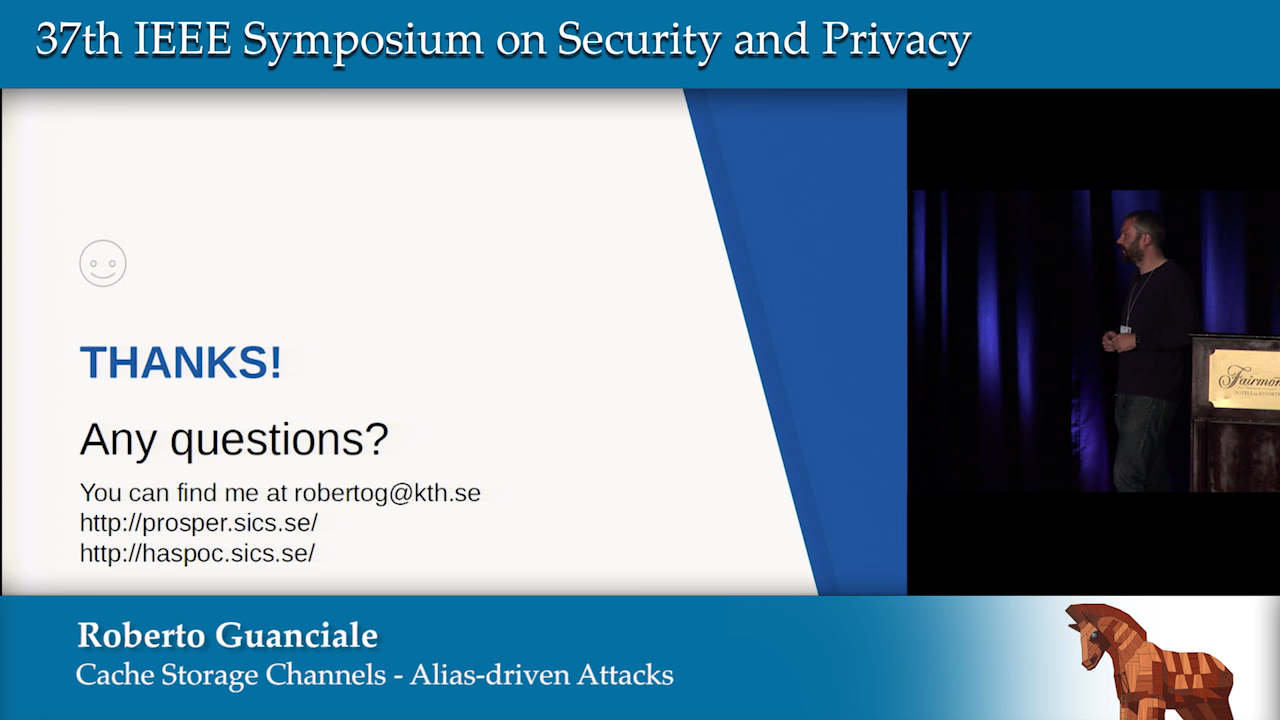 37th IEEE Symposium on Security and Privacy
THANKS!
Any questions?
You can find me at robertog@kth.se
http://prosper.sics.se/
http://haspoc.sics.se/
Roberto Guanciale
Cache Storage Channels - Alias-driven Attacks